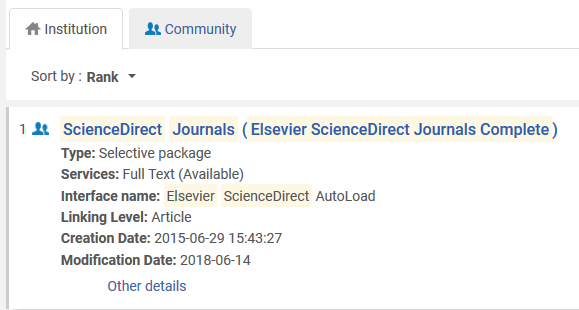 Institution Community
Sort by : Rank
1 ScienceDirect Journals ( Elsevier ScienceDirect Journals Complete )
Type: Selective package
Services: Full Text (Available)
Interface name: Elsevier ScienceDirect AutoLoad
Linking Level: Article
Creation Date: 2015-06-29 15:43:27
Modification Date: 2018-06-14
Other details